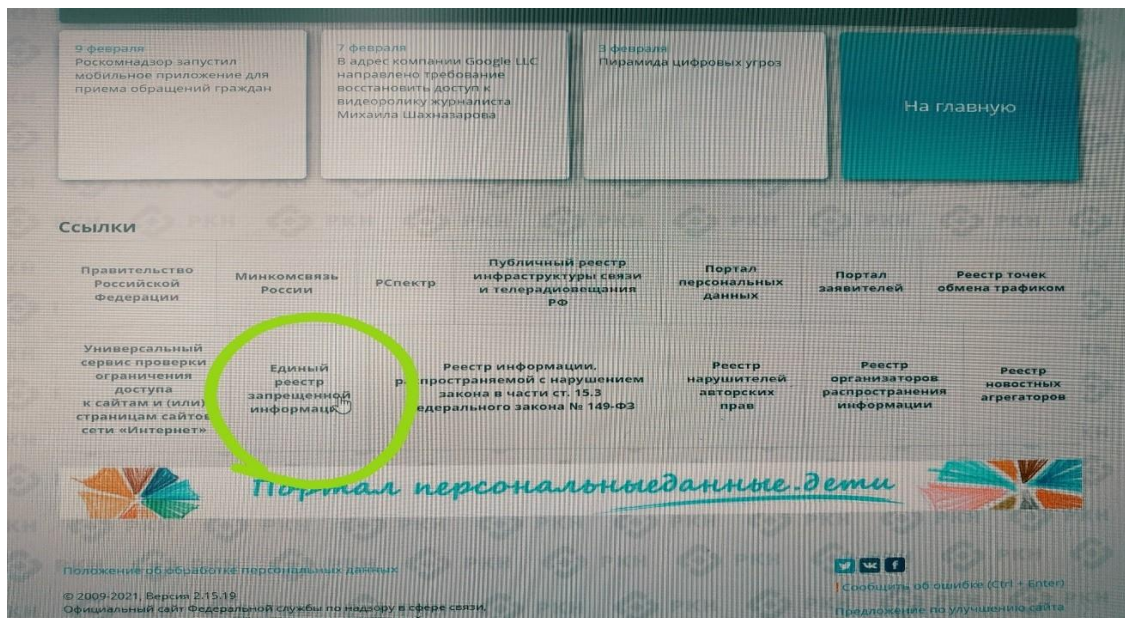 9 февраля
Роскомнадзор запустил
мобильное приложение для
приема обращений граждан
7 февраля
В адрес компании Google LLC
направлено требование
восстановить доступ к
видеоролику журналиста
Михаила Шахназарова
3 февраля
Пирамида цифровых угроз
На главную
Ссылки
Правительство
Российской
Федерации
Минкомсвязь
России
РСпектр
Публичный реестр
инфраструктуры связи
и телерадиовещания
РФ
Портал
персональных
данных
Портал
заявителей
Реестр точек
обмена трафиком
Универсальный
сервис проверки
ограничения
доступа
к сайтам и (или)
страницам сайтов
сети «Интернет»
Единый
реестр
запрещенной
информации
Реестр информации,
распространяемой с нарушением
закона в части ст. 15.3
Федерального закона № 149-ФЗ
Реестр
нарушителей
авторских
прав
Реестр
организаторов
распространения
информации
Реестр
новостных
агрегаторов
Портал персональныеданные.дети
Положение об обработке персональных данных
© 2009-2021, Версия 2.15.19
Официальный сайт Федеральной службы по надзору в сфере связи,
Сообщить об ошибке (Ctrl + Enter)
Предложение по улучшению сайта
РКН